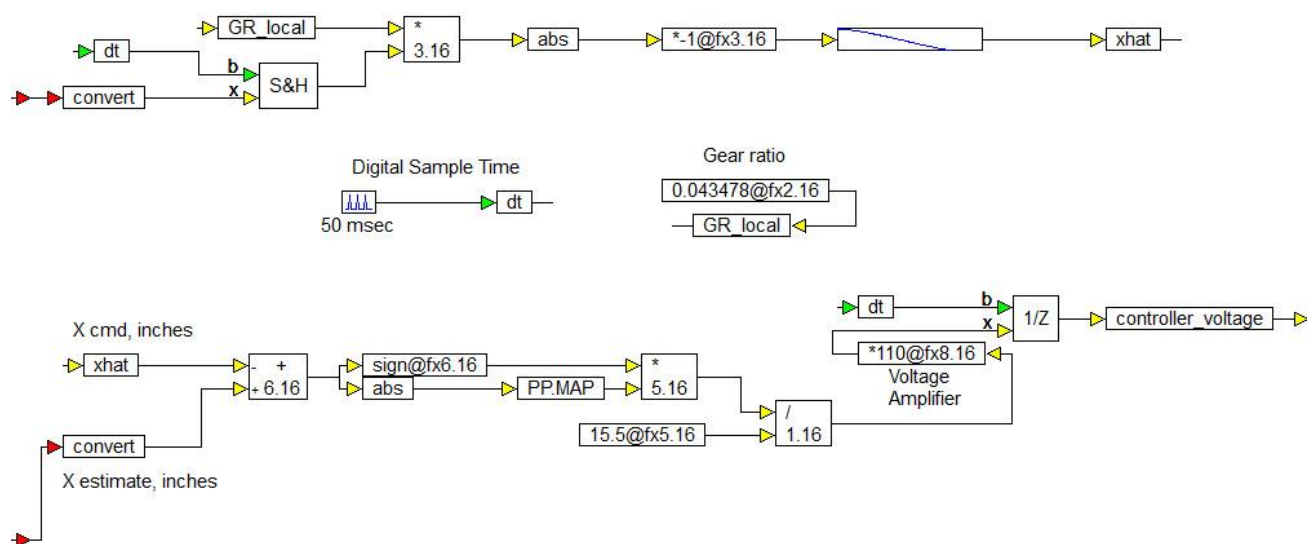 GR_local
*
3.16
abs
*-1@fx3.16
xhat
dt
b
S&H
x
convert
Digital Sample Time
dt
50 msec
Gear ratio
0.043478@fx2.16
GR_local
dt
b
1/Z
x
controller_voltage
*110@fx8.16
Voltage
Amplifier
X cmd, inches
xhat
- +
+ 6.16
sign@fx6.16
abs
PP.MAP
*
5.16
15.5@fx5.16
/
1.16
convert
X estimate, inches